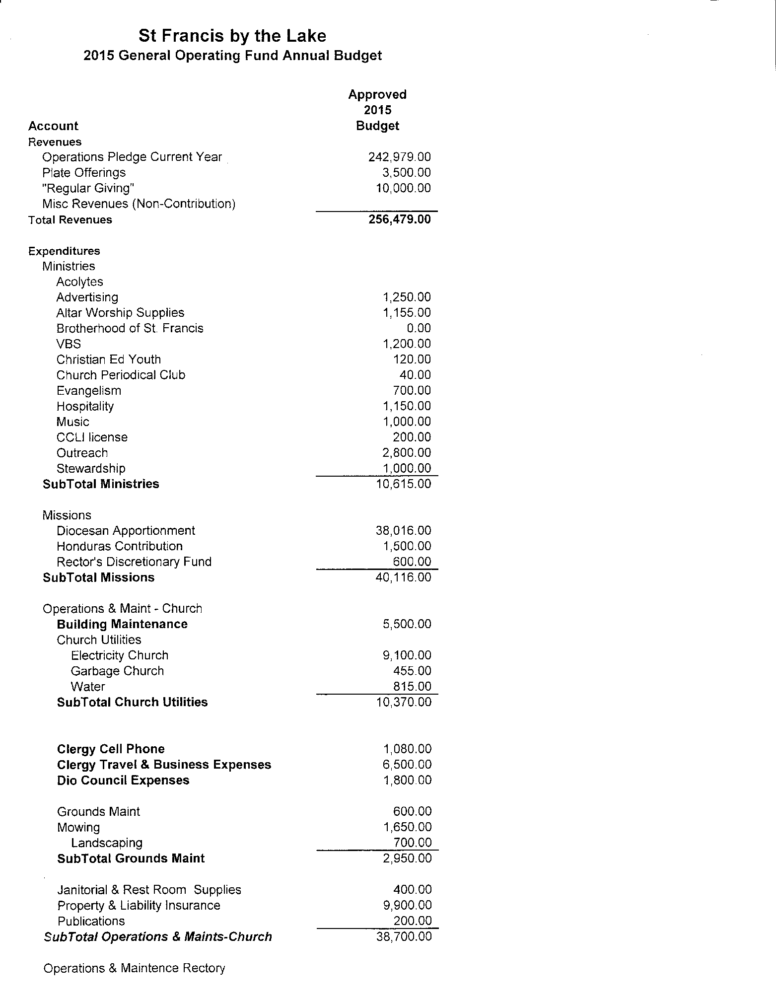 St Francis by the Lake
2015 General Operating Fund Annual Budget
Approved
2015
Account Budget
Revenues
Operations Pledge Current Year 242,979.00
Plate Offerings 3,500.00
"Regular Giving" 10,000.00
Misc Revenues (Non-Contribution)
Total Revenues 256,479.00
Expenditures
Ministries
Acolytes
Advertising 1,250.00
Altar Worship Supplies 1,155.00
Brotherhood of St. Francis 0.00
VBS 1,200.00
Christian Ed Youth 120.00
Church Periodical Club 40.00
Evangelism 700.00
Hospitality 1,150.00
Music 1,000.00
CCLI license 200.00
Outreach 2,800.00
Stewardship 1,000.00
SubTotal Ministries 10,615.00
Missions
Diocesan Apportionment 38,016.00
Honduras Contribution 1,500.00
Rector's Discretionary Fund 600.00
SubTotal Missions 40,116.00
Operations & Maint - Church
Building Maintenance 5,500.00
Church Utilities
Electricity Church 9,100.00
Garbage Church 455.00
Water 815.00
SubTotal Church Utilities 10,370.00
Clergy Cell Phone 1,080.00
Clergy Travel & Business Expenses 6,500.00
Dio Council Expenses 1,800.00
Grounds Maint 600.00
Mowing 1,650.00
Landscaping 700.00
SubTotal Grounds Maint 2,950.00
Janitorial & Rest Room Supplies 400.00
Property & Liability Insurance 9,900.00
Publications 200.00
SubTotal Operations & Maints-Church 38,700.00
Operations & Maintence Rectory